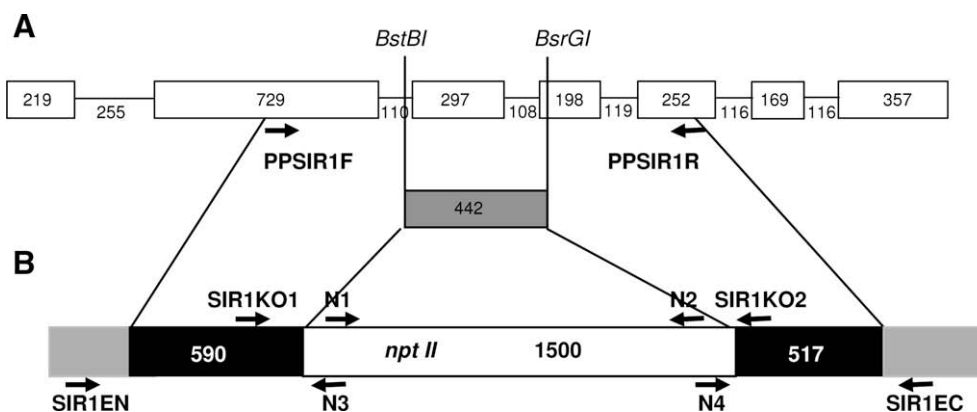 A
BstBI BsrGI
219 255 729 110 297 108 198 119 252 116 169 116 357
PPSIR1F PPSIR1R
442
B
SIR1KO1 N1 N2 SIR1KO2
590 npt II 1500 517
SIR1EN N3 N4 SIR1EC